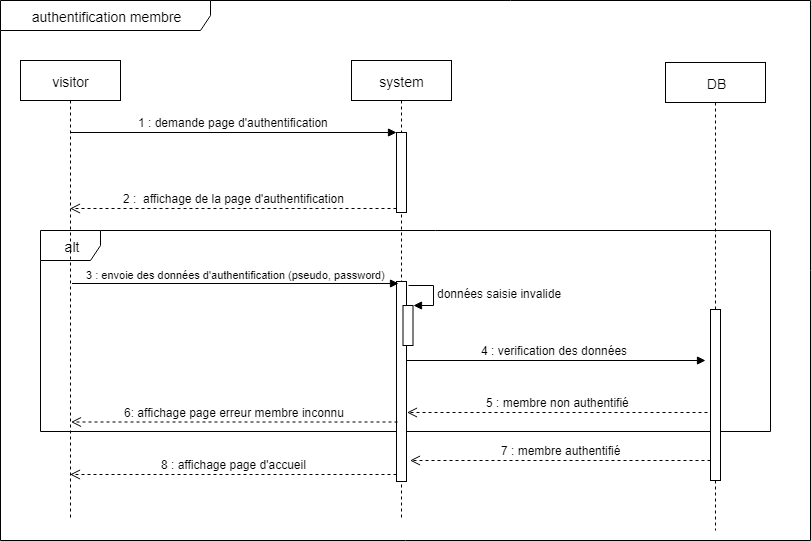 authentification membre
visitor
system
DB
1 : demande page d'authentification
2 : affichage de la page d'authentification
alt
3 : envoie des données d'authentification (pseudo, password)
données saisie invalide
4 : verification des données
5 : membre non authentifié
6: affichage page erreur membre inconnu
7 : membre authentifié
8 : affichage page d'accueil